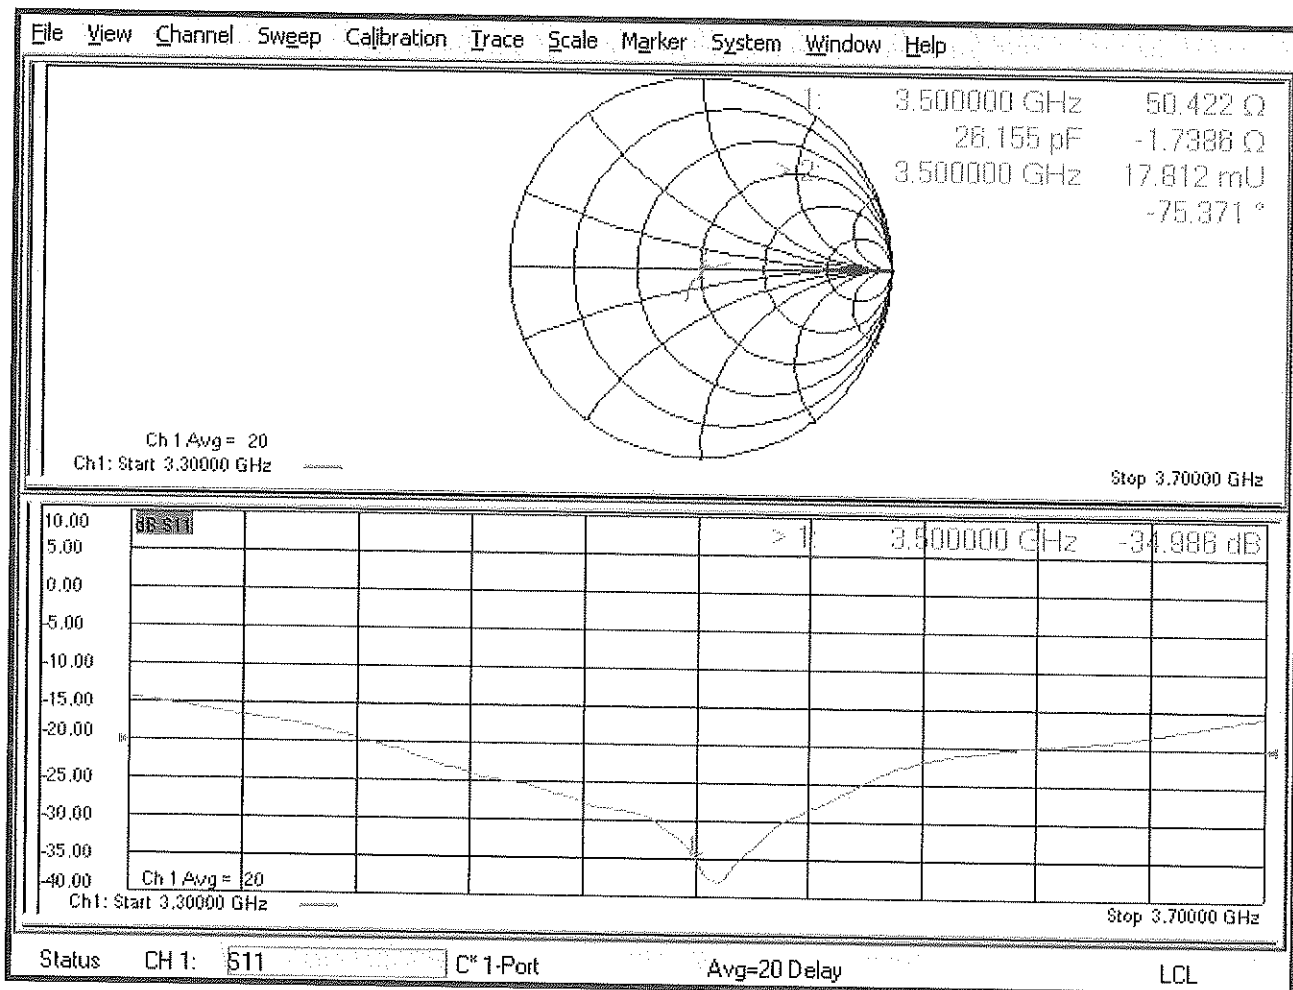 File View Channel Sweep Calibration Trace Scale Marker System Window Help
1: 3.500000 GHz 50.422 Ω
26.155 pF -1.7386 Ω
> 2: 3.500000 GHz 17.812 mU
-75.371 °
Ch 1 Avg = 20
Ch1: Start 3.30000 GHz
Stop 3.70000 GHz
10.00
dB S11
> 1: 3.500000 GHz -34.986 dB
5.00
0.00
-5.00
-10.00
-15.00
-20.00
-25.00
-30.00
-35.00
-40.00
Ch 1 Avg = 20
Ch1: Start 3.30000 GHz
Stop 3.70000 GHz
Status CH 1: S11 C* 1-Port Avg=20 Delay LCL